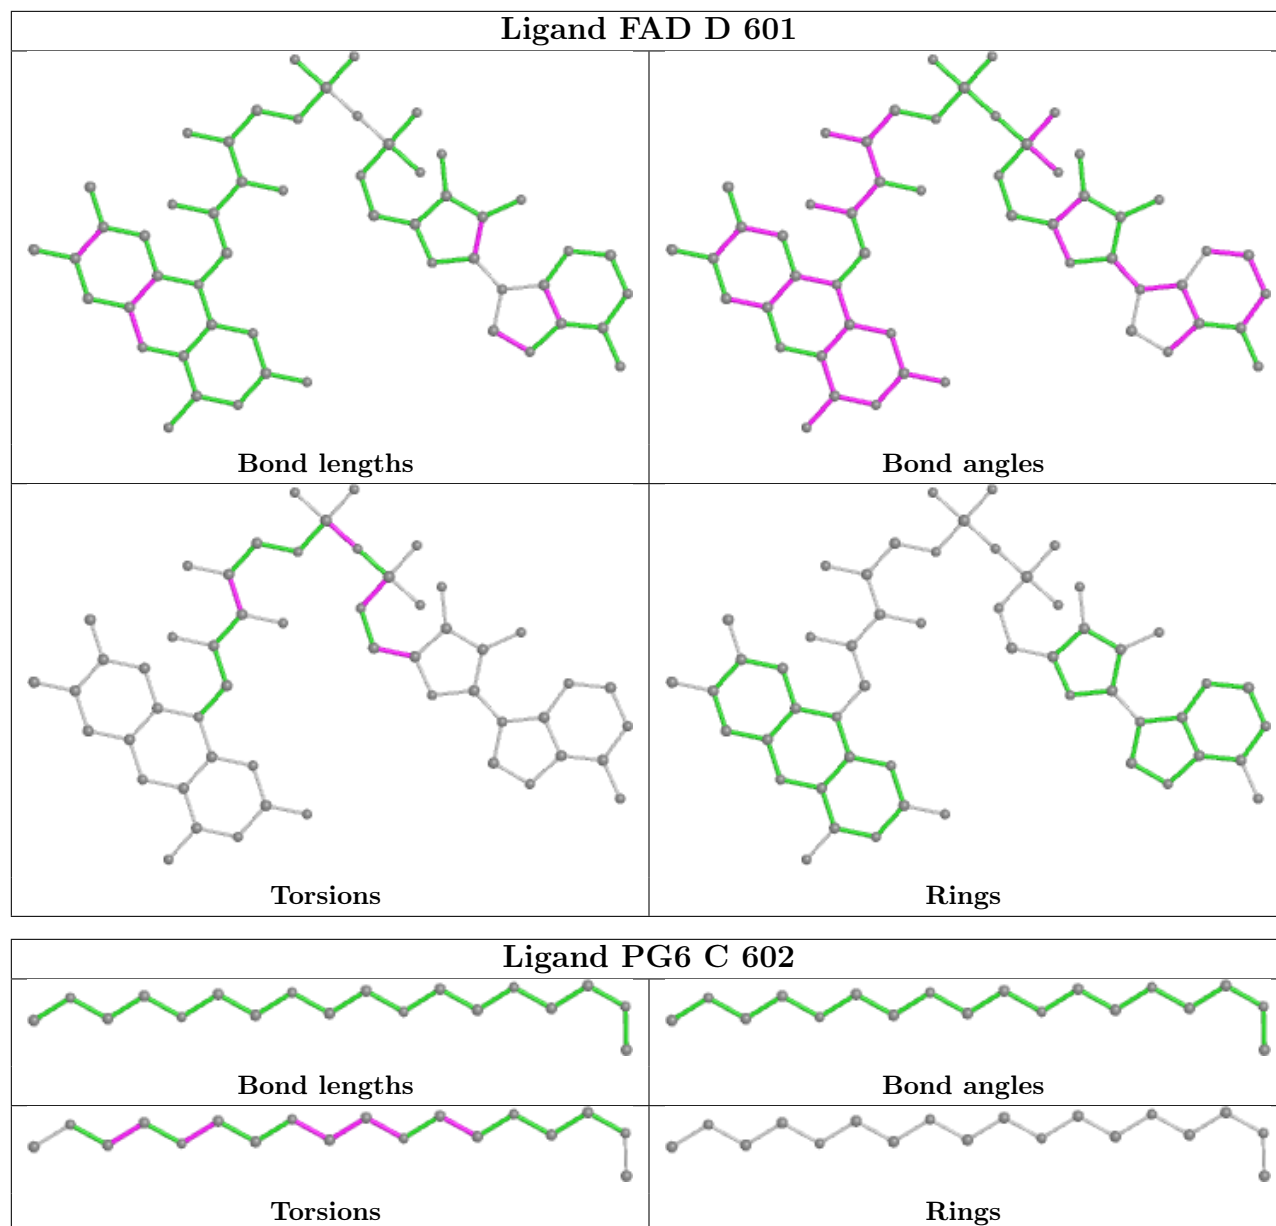 Ligand FAD D 601
Bond lengths
Bond angles
Torsions
Rings
Ligand PG6 C 602
Bond lengths
Bond angles
Torsions
Rings